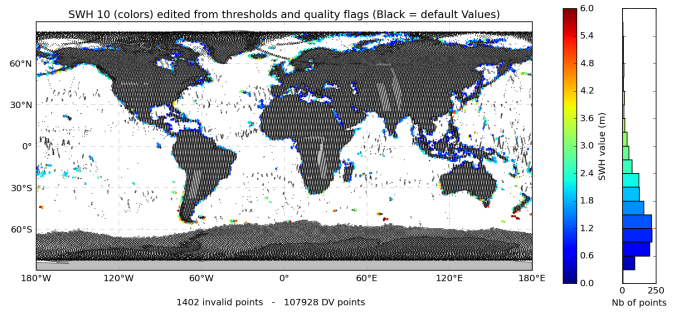 SWH 10 (colors) edited from thresholds and quality flags (Black = default Values)
60°N
30°N
0°
30°S
60°S
180°W
120°W
60°W
0°
60°E
120°E
180°E
1402 invalid points - 107928 DV points
6.0
5.4
4.8
4.2
3.6
3.0
2.4
1.8
1.2
0.6
0.0
SWH value (m)
0
250
Nb of points